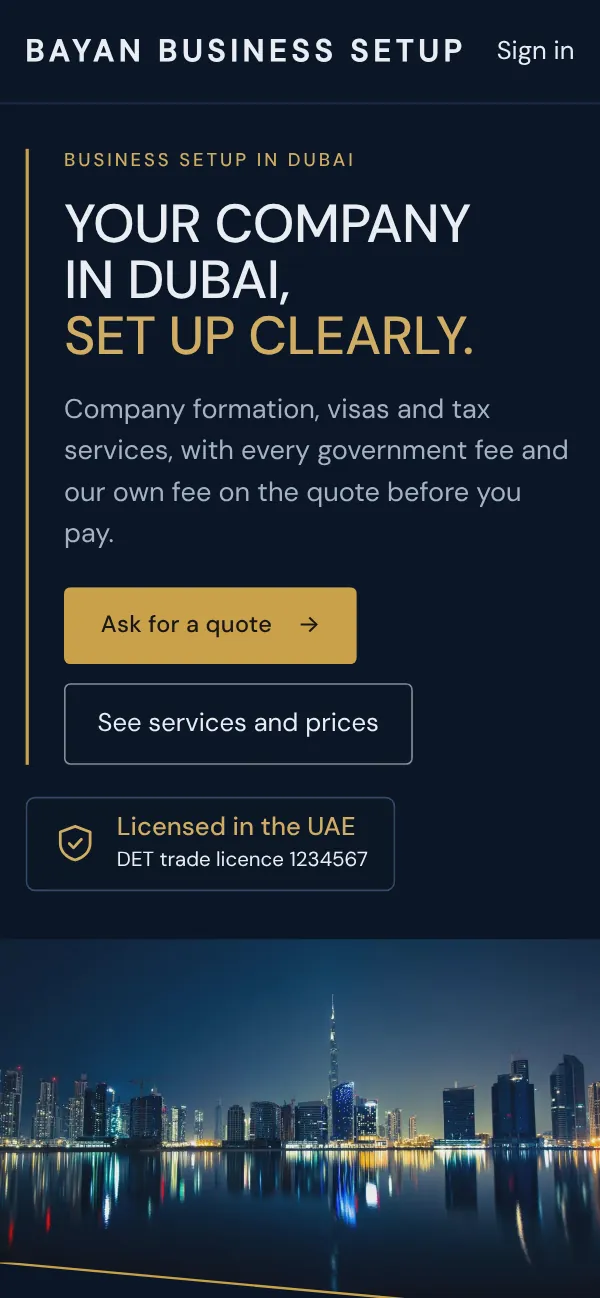 BAYAN BUSINESS SETUP
Sign in
BUSINESS SETUP IN DUBAI
YOUR COMPANY
IN DUBAI,
SET UP CLEARLY.
Company formation, visas and tax
services, with every government fee and
our own fee on the quote before you
pay.
Ask for a quote →
See services and prices
Licensed in the UAE
DET trade licence 1234567